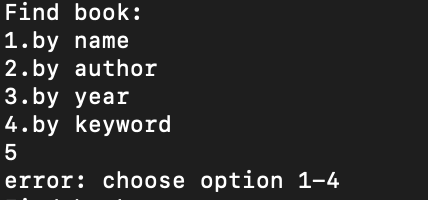 Find book:
1.by name
2.by author
3.by year
4.by keyword
5
error: choose option 1-4